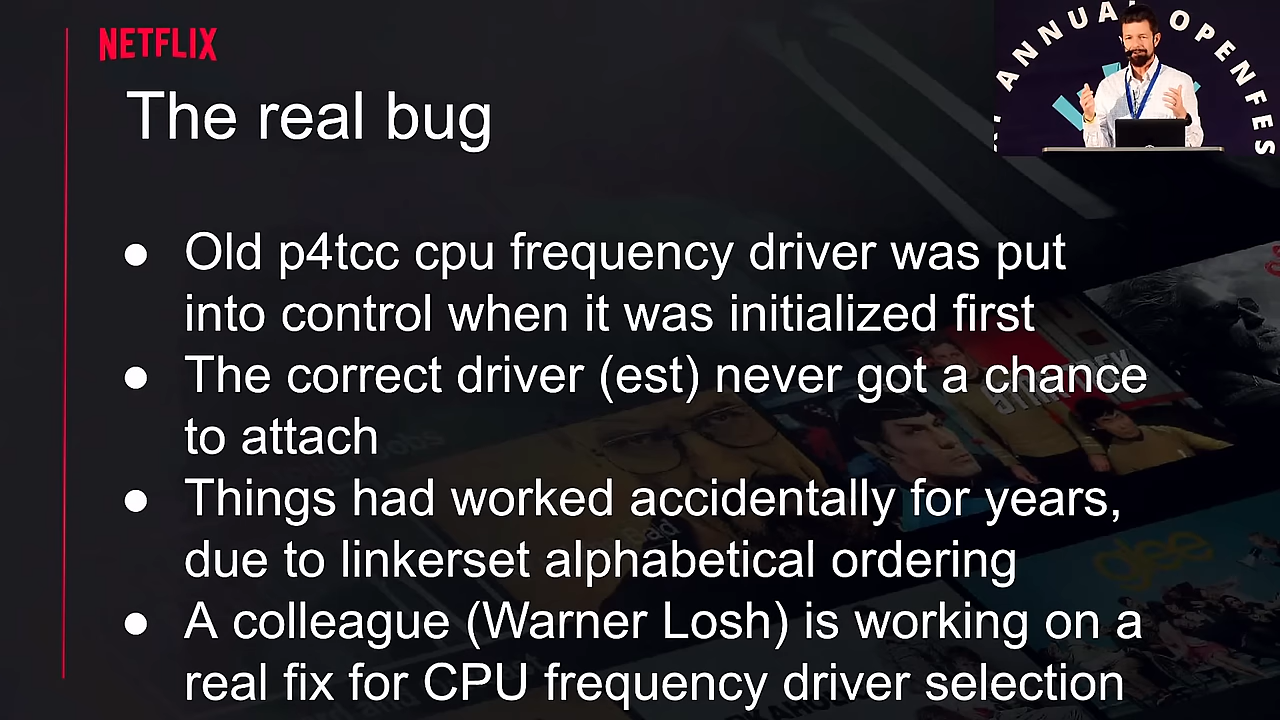 NETFLIX
ANNUAL OPENFES
The real bug
● Old p4tcc cpu frequency driver was put
into control when it was initialized first
● The correct driver (est) never got a chance
to attach
● Things had worked accidentally for years,
due to linkerset alphabetical ordering
● A colleague (Warner Losh) is working on a
real fix for CPU frequency driver selection
glee